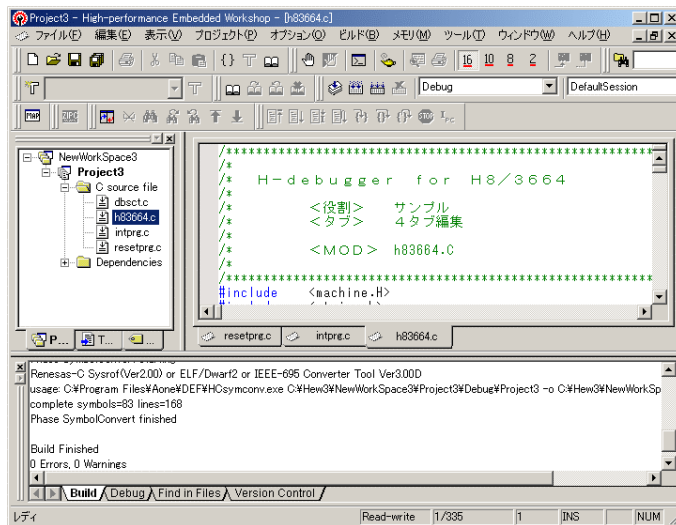 Project3 - High-performance Embedded Workshop - [h83664.c]
ファイル(F) 編集(E) 表示(V) プロジェクト(P) オプション(O) ビルド(B) メモリ(M) ツール(T) ウィンドウ(W) ヘルプ(H)
{} 16 10 8 2
Debug DefaultSession
MAP
NewWorkSpace3
Project3
C source file
dbsct.c
h83664.c
intprg.c
resetprg.c
Dependencies
P... T... ...
/****************************************************
/*
/* H-debugger for H8/3664
/*
/* <役割> サンプル
/* <タブ> 4タブ編集
/*
/* <MOD> h83664.C
/*
/****************************************************
#include <machine.H>
resetprg.c intprg.c h83664.c
Renesas-C Sysrof(Ver2.00) or ELF/Dwarf2 or IEEE-695 Converter Tool Ver3.00D
usage: C:¥Program Files¥Aone¥DEF¥HCsymconv.exe C:¥Hew3¥NewWorkSpace3¥Project3¥Debug¥Project3 -o C:¥Hew3¥NewWorkSp
complete symbols=83 lines=168
Phase SymbolConvert finished
Build Finished
0 Errors, 0 Warnings
Build Debug Find in Files Version Control
レディ Read-write 1/335 1 INS NUM